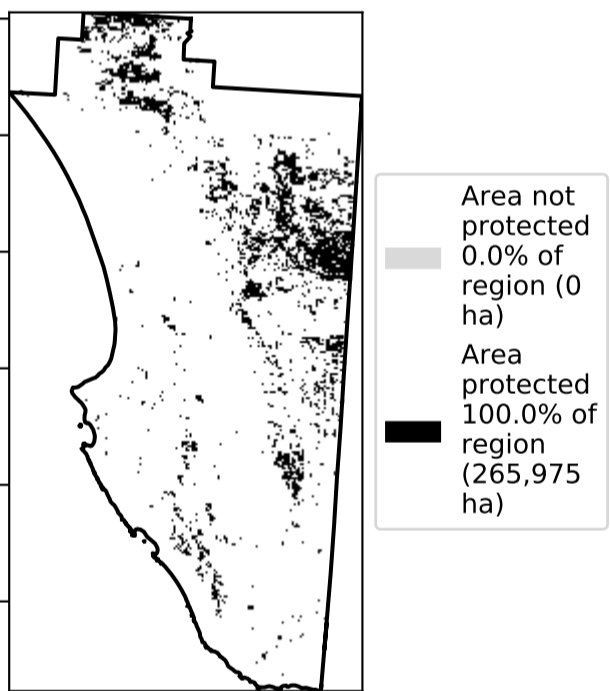 Area not
protected
0.0% of
region (0
ha)
Area
protected
100.0% of
region
(265,975
ha)